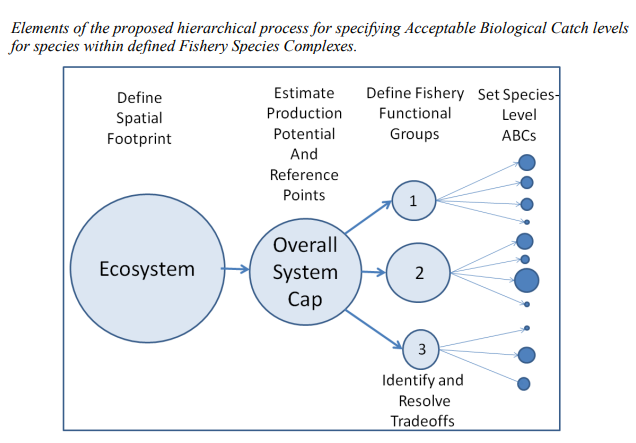 Elements of the proposed hierarchical process for specifying Acceptable Biological Catch levels
for species within defined Fishery Species Complexes.
Define
Spatial
Footprint
Estimate
Production
Potential
And
Reference
Points
Define Fishery
Functional
Groups
Set Species-
Level
ABCs
Ecosystem
Overall
System
Cap
1
2
3
Identify and
Resolve
Tradeoffs